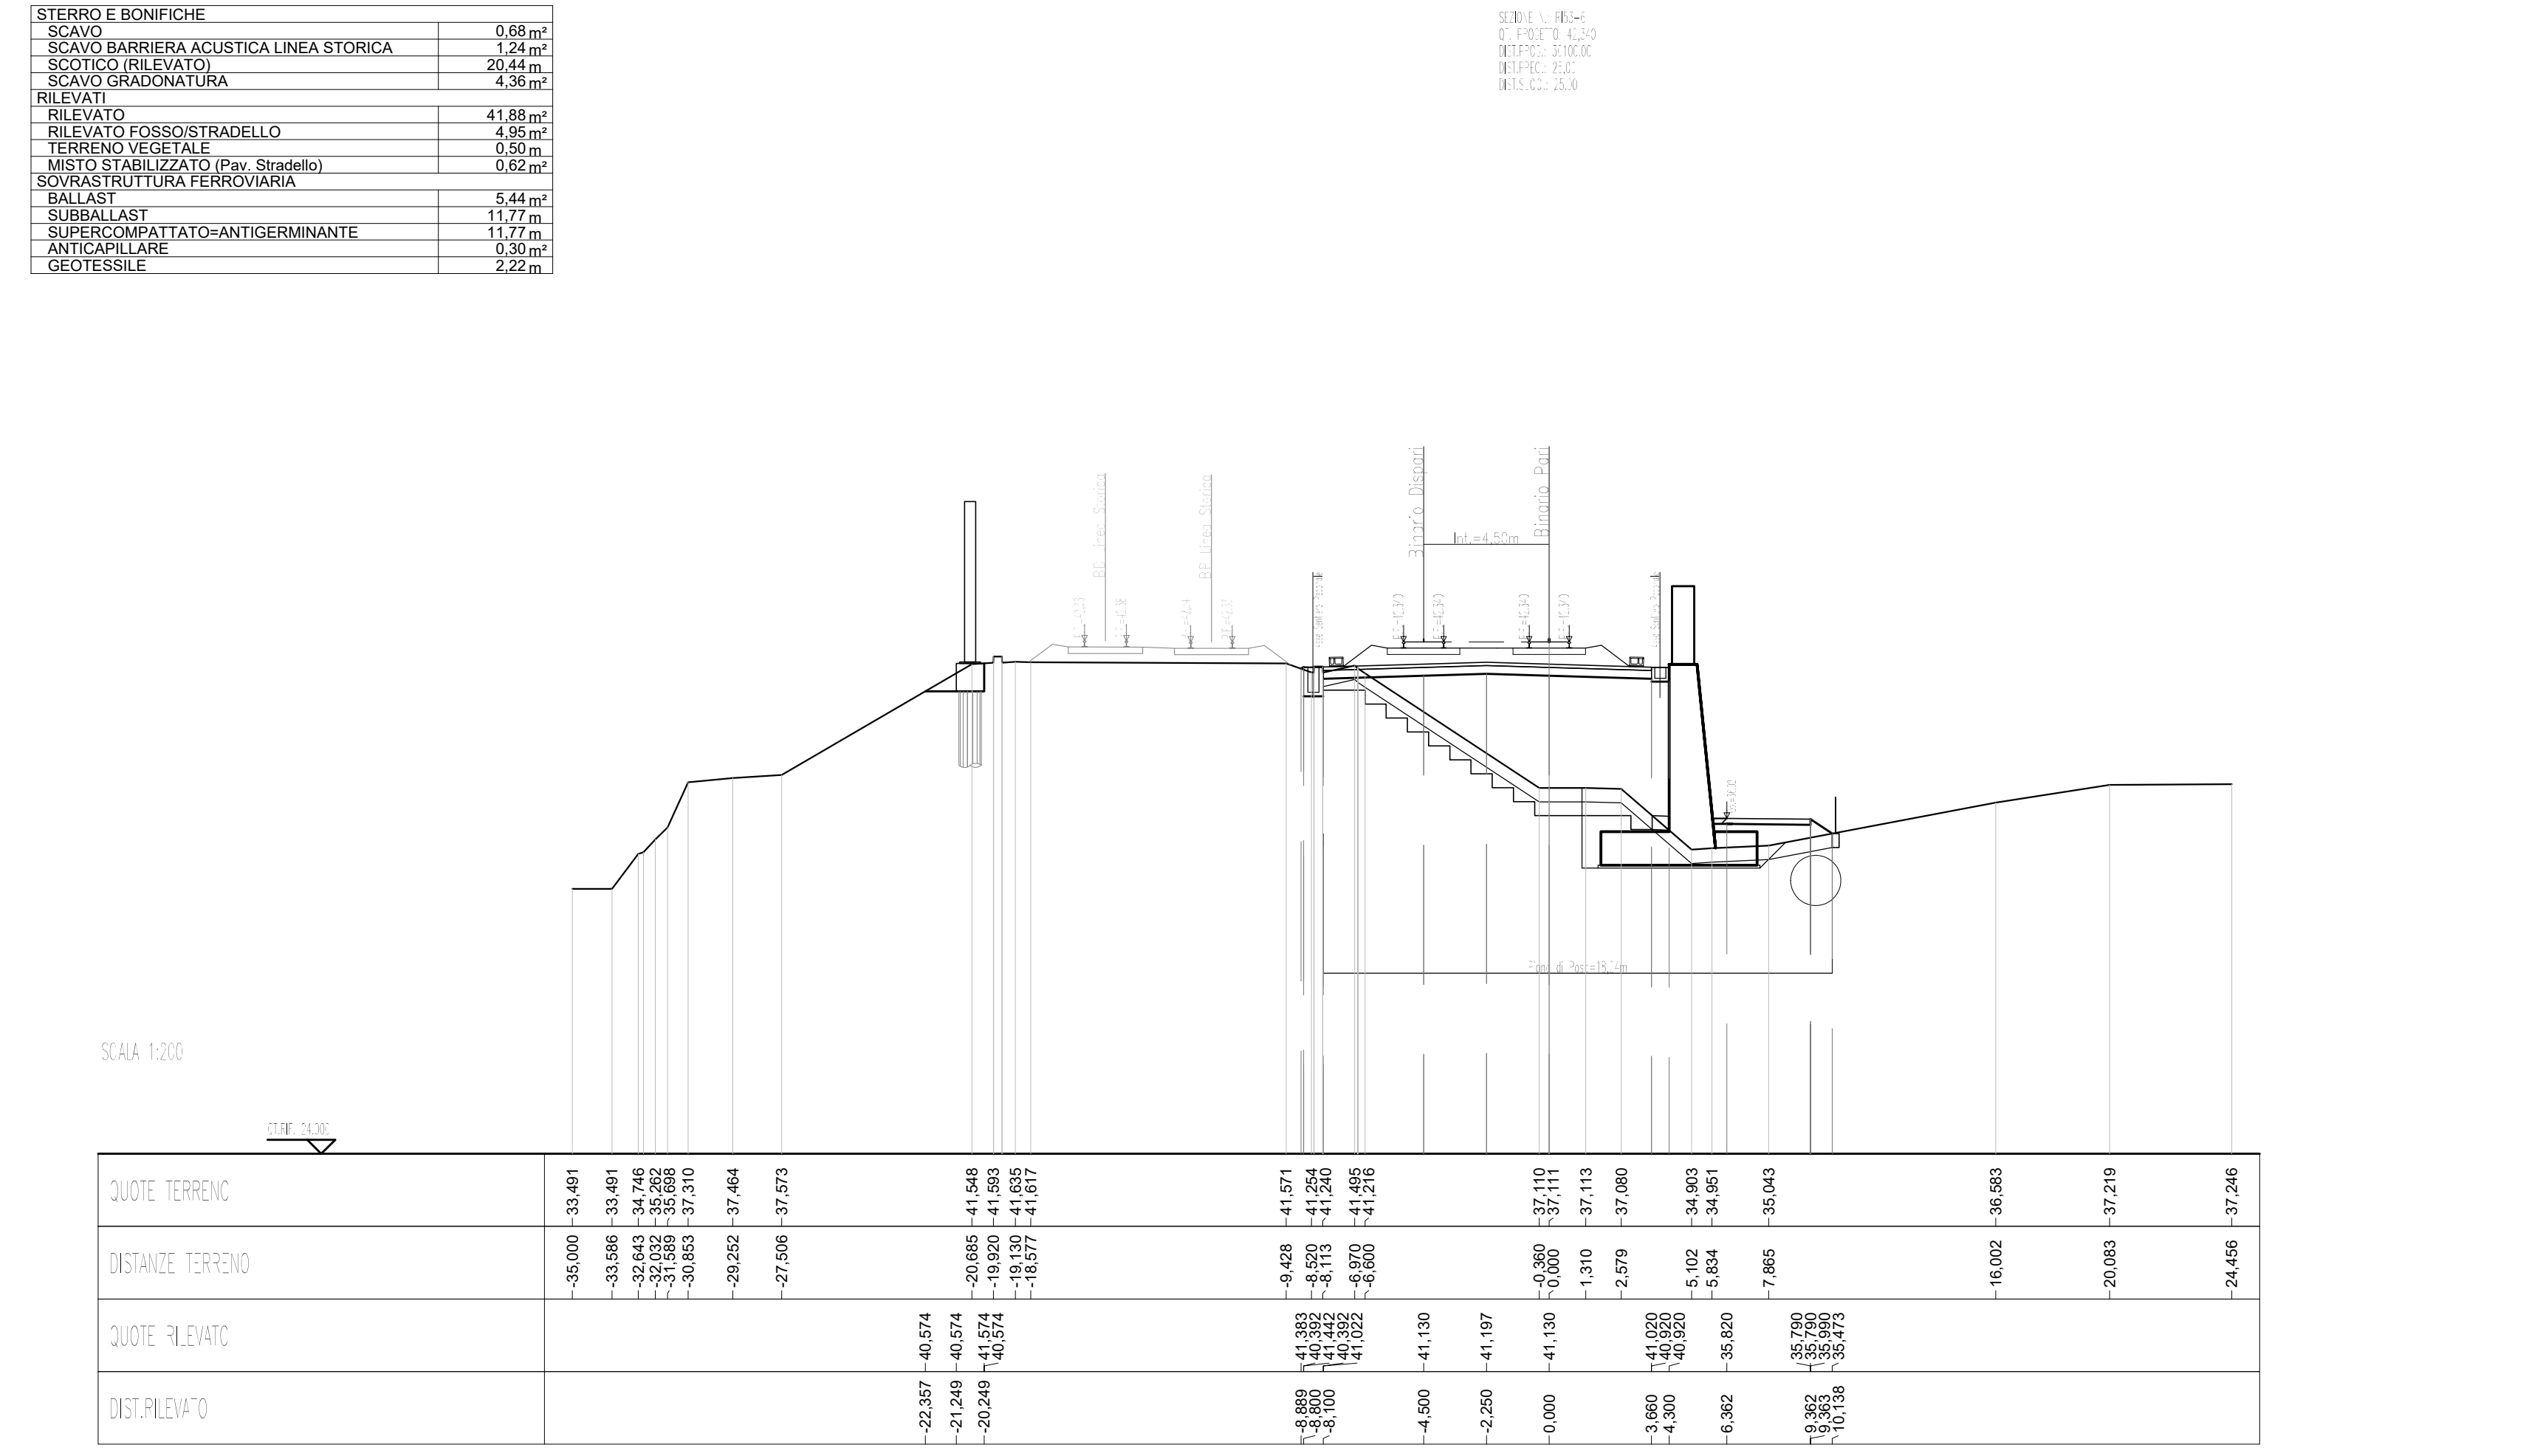 STERRO E BONIFICHE
SCAVO 0,68 m²
SCAVO BARRIERA ACUSTICA LINEA STORICA 1,24 m²
SCOTICO (RILEVATO) 20,44 m
SCAVO GRADONATURA 4,36 m²
RILEVATI
RILEVATO 41,88 m²
RILEVATO FOSSO/STRADELLO 4,95 m²
TERRENO VEGETALE 0,50 m
MISTO STABILIZZATO (Pav. Stradello) 0,62 m²
SOVRASTRUTTURA FERROVIARIA
BALLAST 5,44 m²
SUBBALLAST 11,77 m
SUPERCOMPATTATO=ANTIGERMINANTE 11,77 m
ANTICAPILLARE 0,30 m²
GEOTESSILE 2,22 m
Linea Storica
Binario Dispari
Binario Pari
Int.=4,50m
SCALA 1:200
QUOTE TERRENO
33,491 33,491 34,746 35,262 35,698 37,310 37,464 37,573 41,548 41,593 41,635 41,617 41,571 41,254 41,240 41,495 41,216 37,110 37,111 37,113 37,080 34,903 34,951 35,043 36,583 37,219 37,246
DISTANZE TERRENO
-35,000 -33,586 -32,643 -32,032 -31,589 -30,853 -29,252 -27,506 -20,685 -19,920 -19,130 -18,577 -9,428 -8,520 -8,113 -6,970 -6,600 -0,360 0,000 1,310 2,579 5,102 5,834 7,865 16,002 20,083 24,456
QUOTE RILEVATO
40,574 40,574 41,574 40,574 41,383 40,392 41,442 40,392 41,022 41,130 41,197 41,130 41,020 40,920 40,920 35,820 35,790 35,790 35,990 35,473
DIST.RILEVATO
-22,357 -21,249 -20,249 -8,889 -8,800 -8,100 -4,500 -2,250 0,000 3,660 4,300 6,362 9,362 9,363 10,138